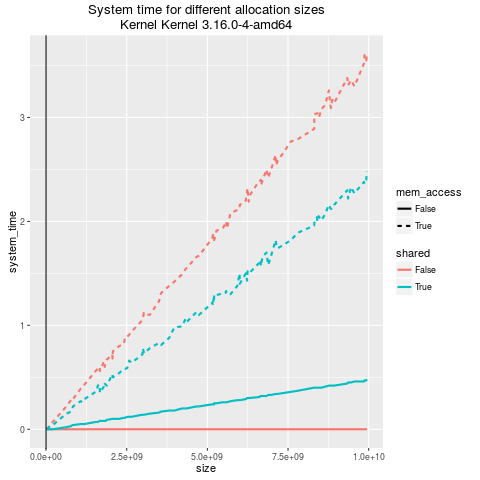 System time for different allocation sizes
Kernel Kernel 3.16.0-4-amd64
system_time
3
2
1
0
0.0e+00
2.5e+09
5.0e+09
7.5e+09
1.0e+10
size
mem_access
False
True
shared
False
True